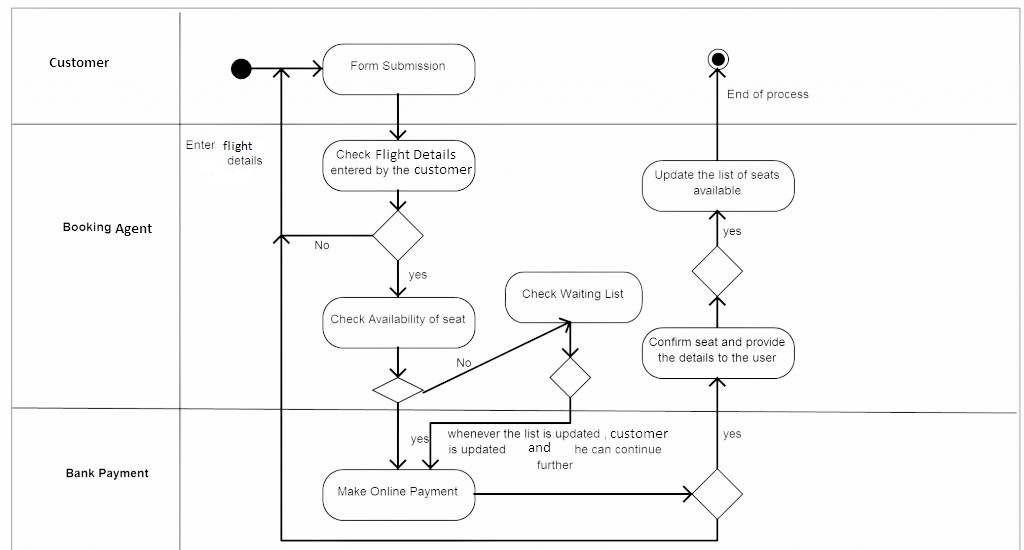 Customer
Form Submission
End of process
Enter flight
details
Check Flight Details
entered by the customer
Update the list of seats
available
Booking Agent
No
yes
yes
Check Waiting List
Check Availability of seat
Confirm seat and provide
the details to the user
No
yes
whenever the list is updated , customer
is updated and he can continue
further
yes
Bank Payment
Make Online Payment